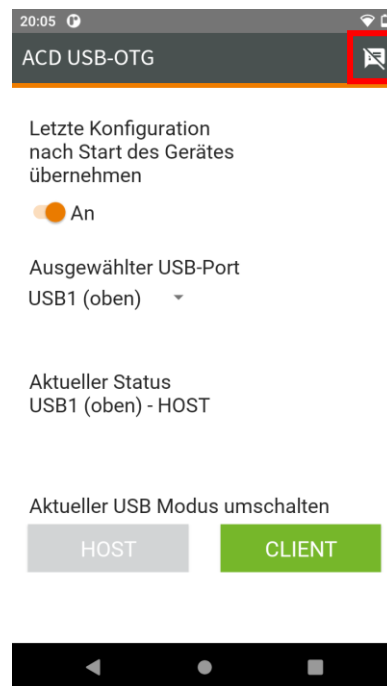 20:05
ACD USB-OTG
Letzte Konfiguration
nach Start des Gerätes
übernehmen
An
Ausgewählter USB-Port
USB1 (oben)
Aktueller Status
USB1 (oben) - HOST
Aktueller USB Modus umschalten
HOST CLIENT